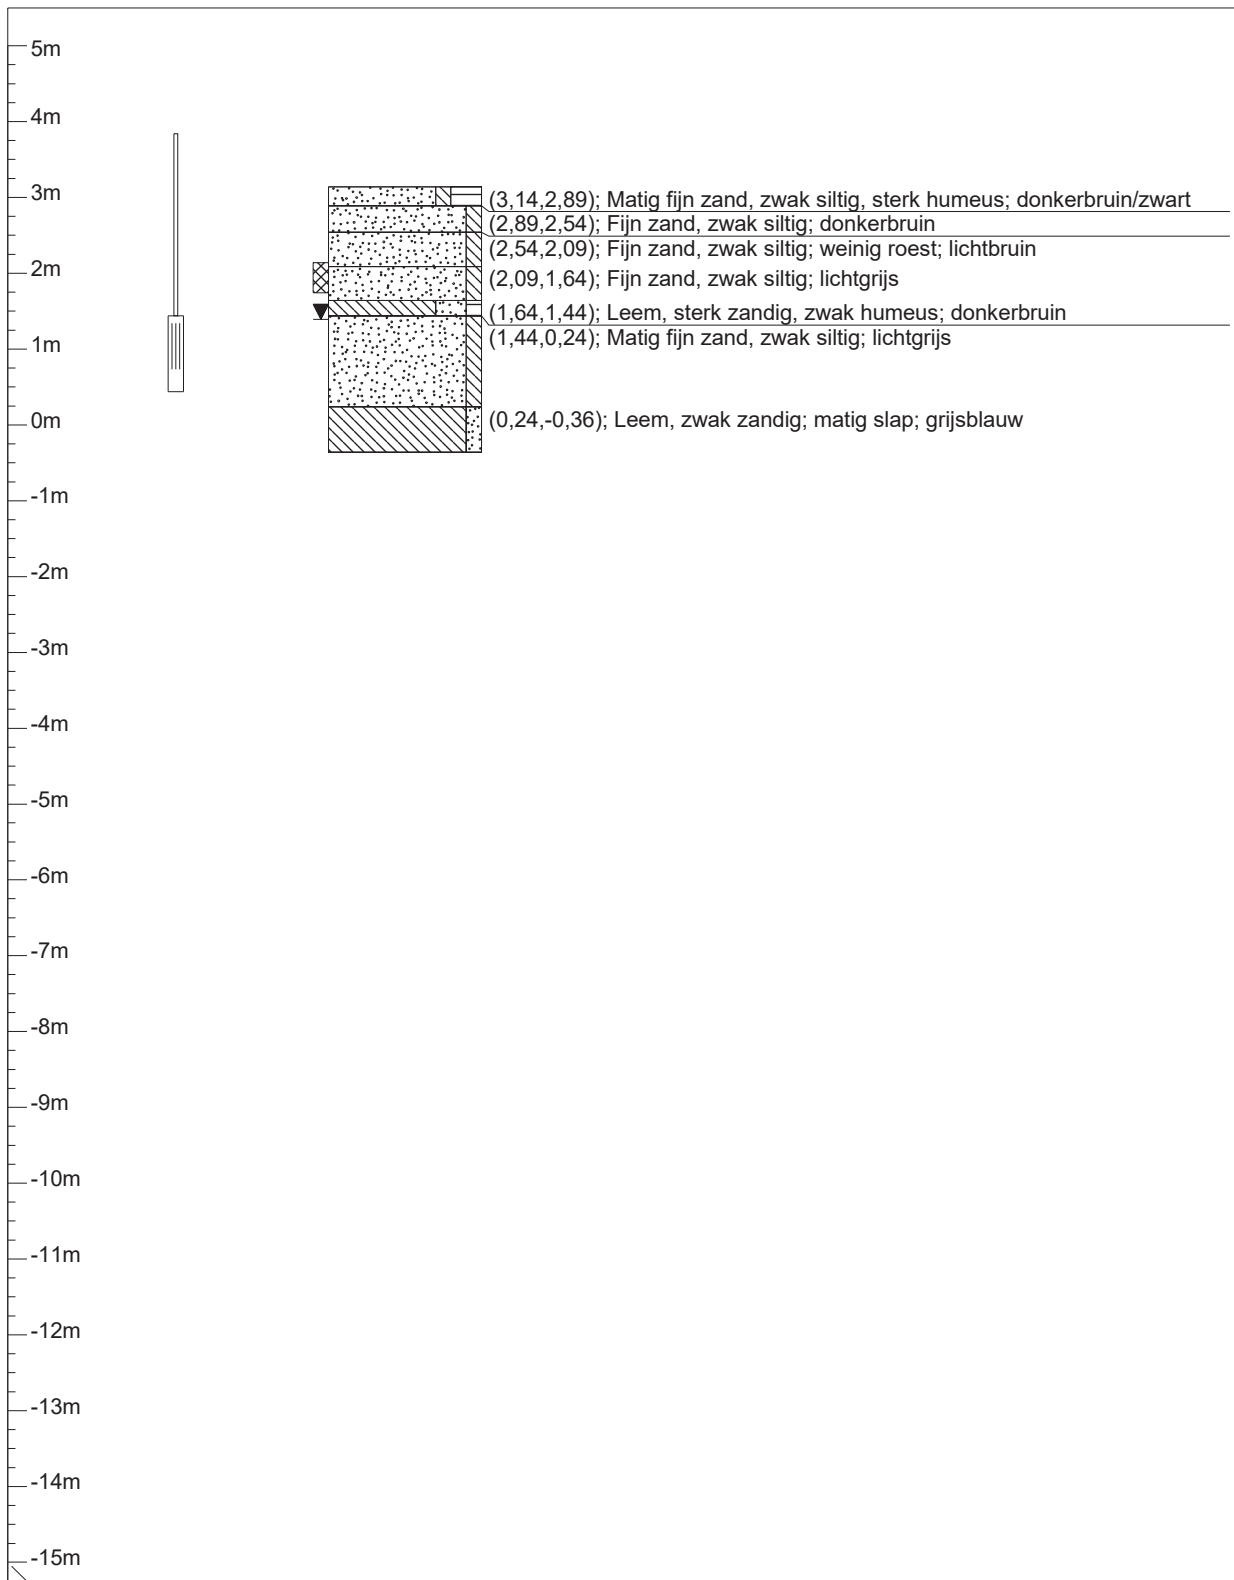 5m
4m
3m
(3,14,2,89); Matig fijn zand, zwak siltig, sterk humeus; donkerbruin/zwart
(2,89,2,54); Fijn zand, zwak siltig; donkerbruin
(2,54,2,09); Fijn zand, zwak siltig; weinig roest; lichtbruin
2m
(2,09,1,64); Fijn zand, zwak siltig; lichtgrijs
(1,64,1,44); Leem, sterk zandig, zwak humeus; donkerbruin
1m
(1,44,0,24); Matig fijn zand, zwak siltig; lichtgrijs
0m
(0,24,-0,36); Leem, zwak zandig; matig slap; grijsblauw
-1m
-2m
-3m
-4m
-5m
-6m
-7m
-8m
-9m
-10m
-11m
-12m
-13m
-14m
-15m